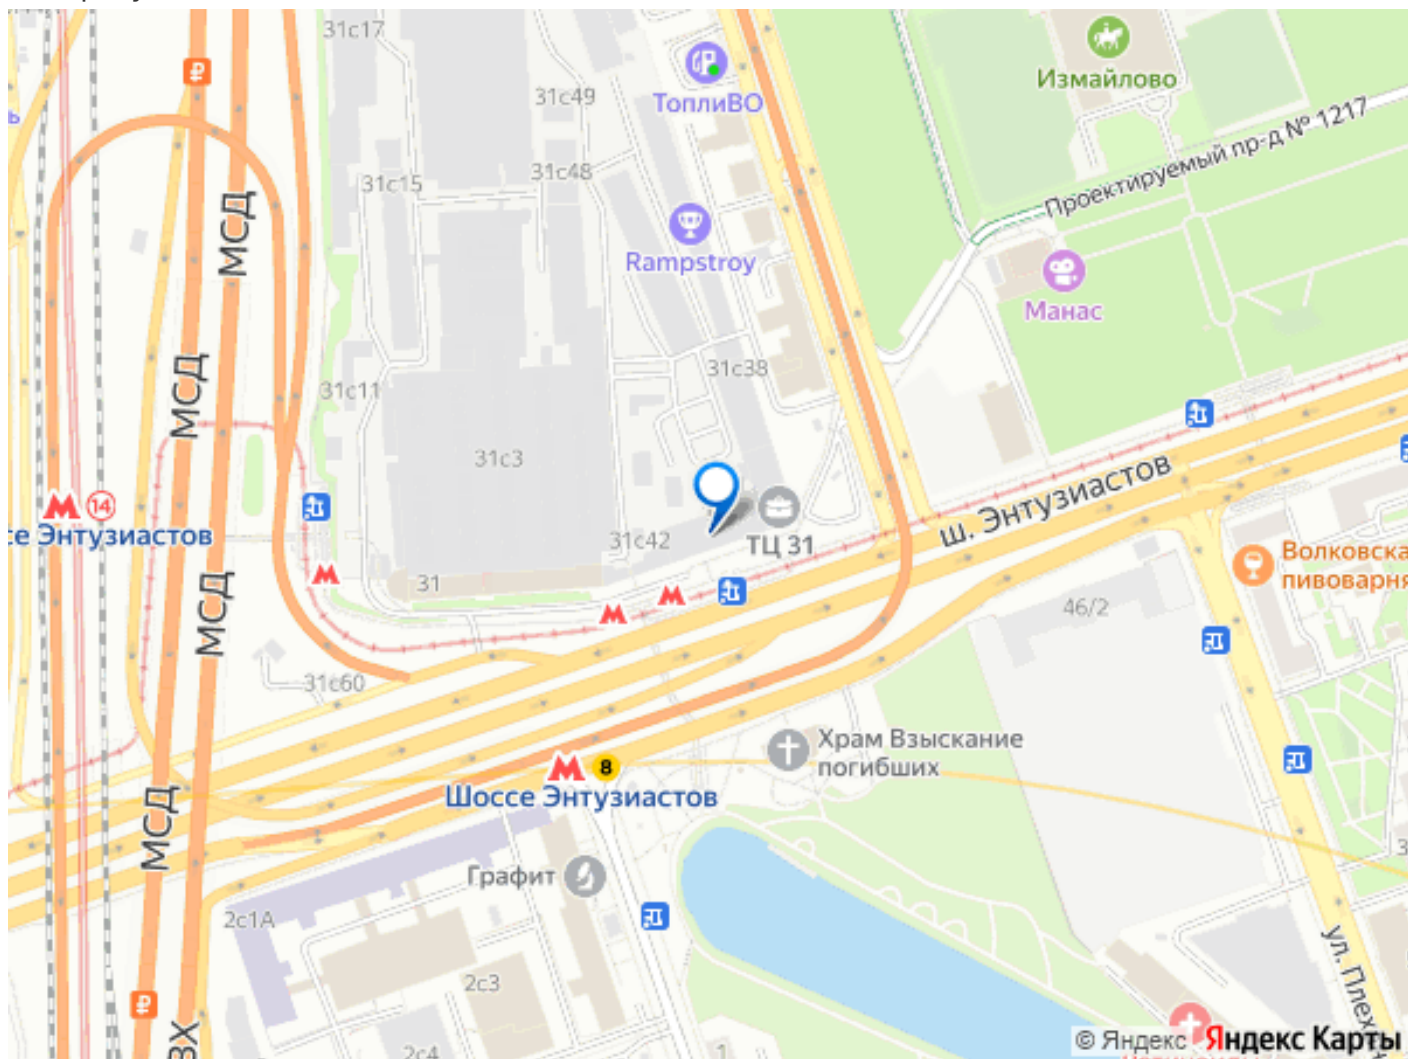 31с17
Измайлово
31с49
ТоплиВО
Проектируемый пр-д № 1217
31с48
31с15
МСД
Rampstroy
Манас
31с38
МСД
31с11
31с3
ш. Энтузиастов
14
се Энтузиастов
31с42
ТЦ 31
Волковска
пивоварня
31
46/2
МСД
31с60
Храм Взыскание
погибших
8
Шоссе Энтузиастов
МСД
Графит
2с1А
2с3
ул. Плех
2с4
1
© Яндекс Яндекс Карты